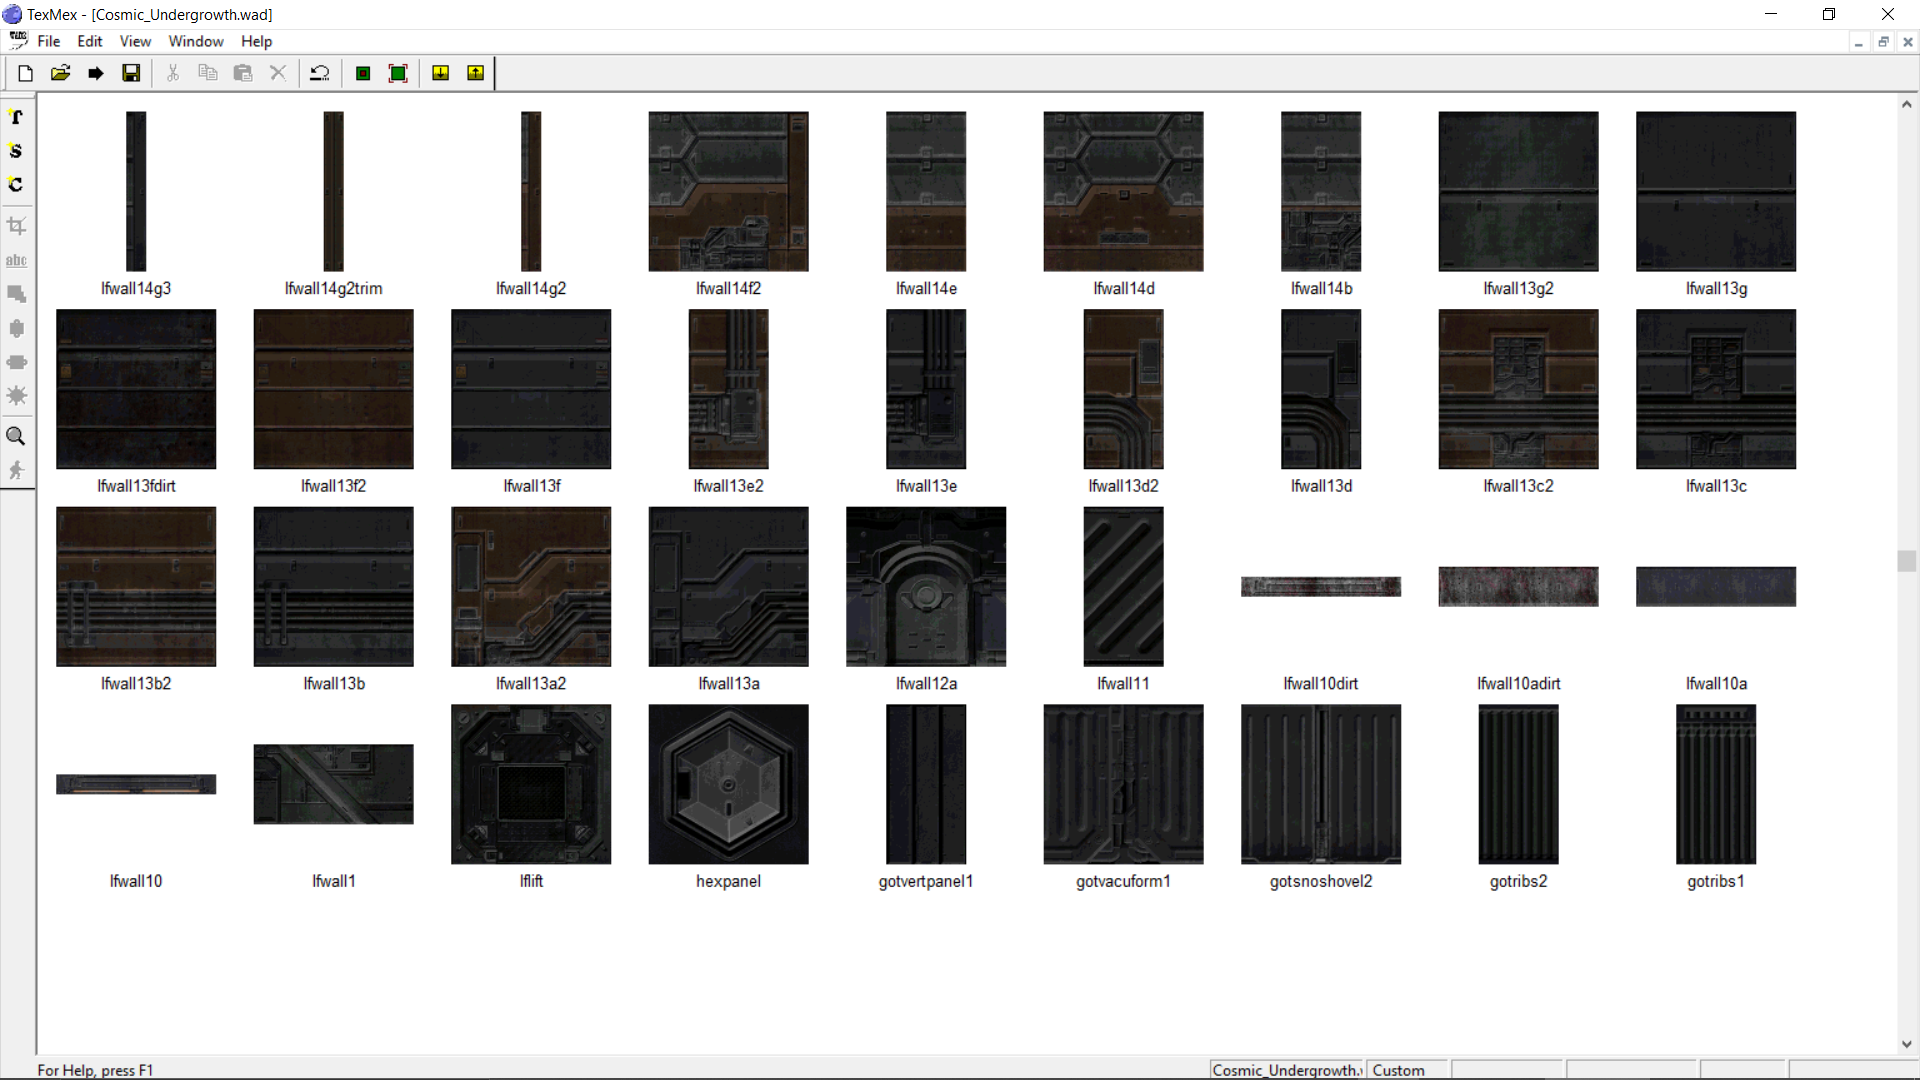 TexMex - [Cosmic_Undergrowth.wad]
File Edit View Window Help
T
S
C
abc
lfwall14g3 lfwall14g2trim lfwall14g2 lfwall14f2 lfwall14e lfwall14d lfwall14b lfwall13g2 lfwall13g
lfwall13fdirt lfwall13f2 lfwall13f lfwall13e2 lfwall13e lfwall13d2 lfwall13d lfwall13c2 lfwall13c
lfwall13b2 lfwall13b lfwall13a2 lfwall13a lfwall12a lfwall11 lfwall10dirt lfwall10adirt lfwall10a
lfwall10 lfwall1 lflift hexpanel gotvertpanel1 gotvacuform1 gotsnoshovel2 gotribs2 gotribs1
For Help, press F1 Cosmic_Undergrowth. Custom